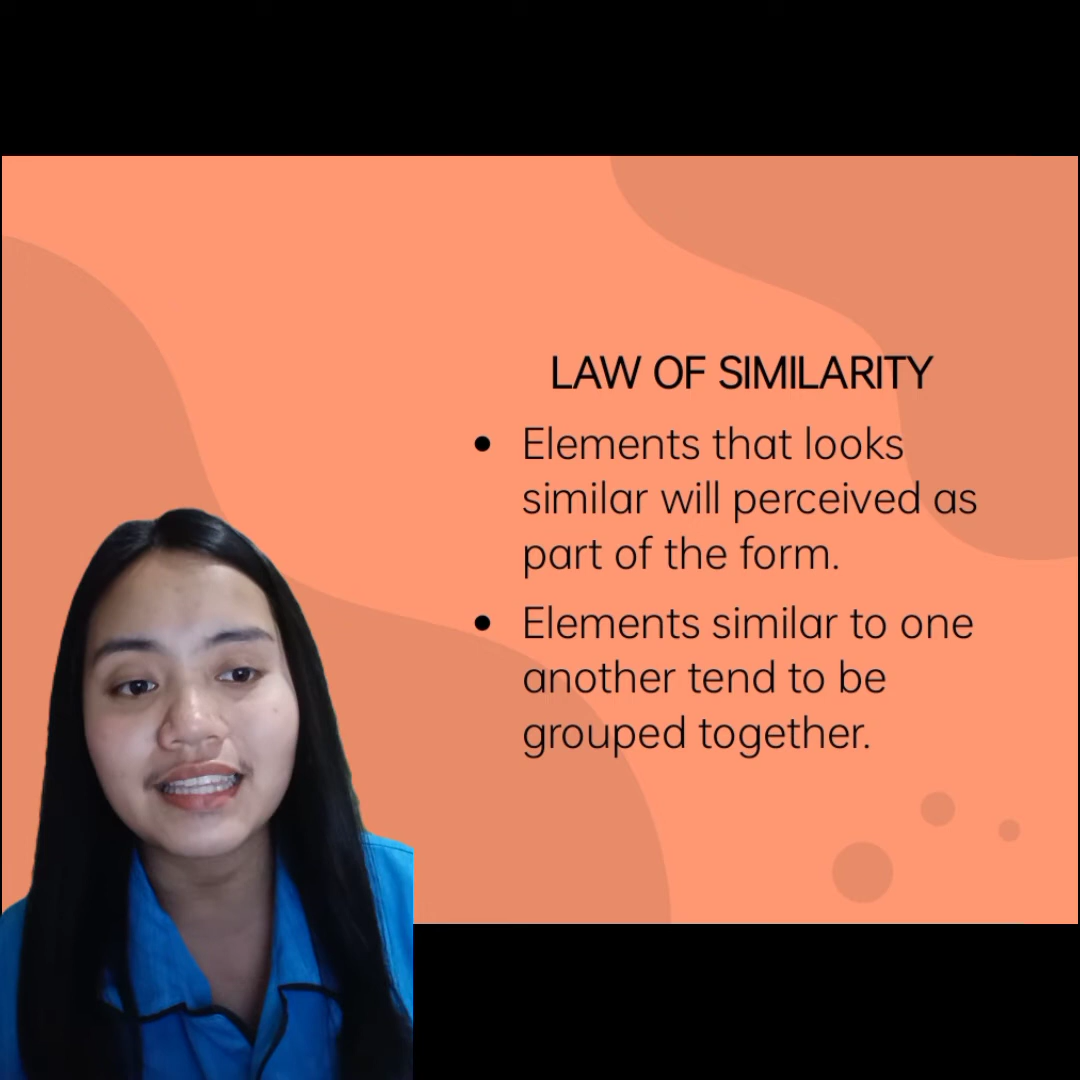 LAW OF SIMILARITY
• Elements that looks
similar will perceived as
part of the form.
• Elements similar to one
another tend to be
grouped together.